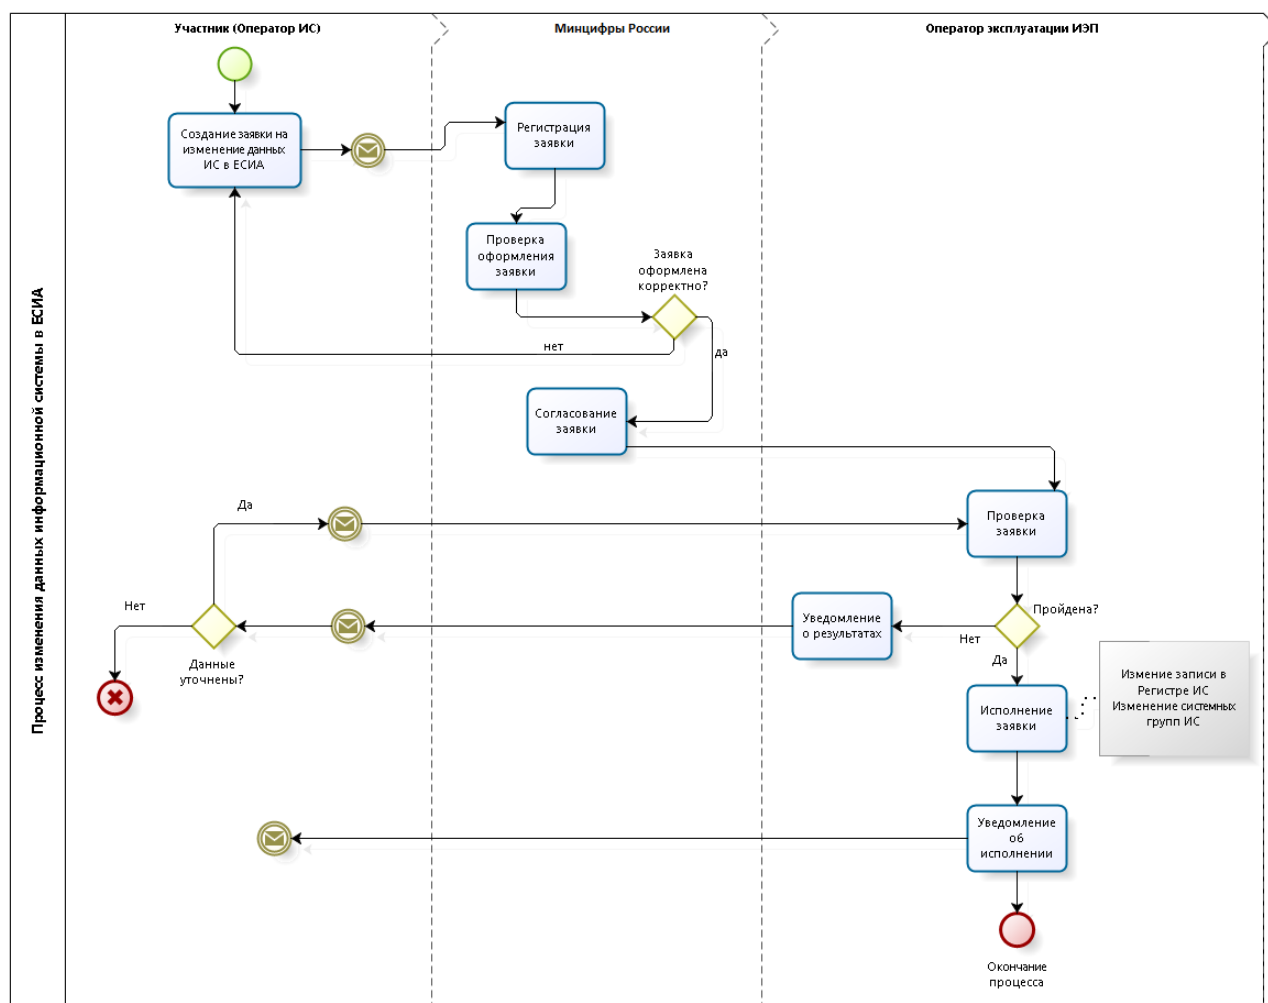 Процесс изменения данных информационной системы в ЕСИА
Участник (Оператор ИС)
Минцифры России
Оператор эксплуатации ИЭП
Создание заявки на
изменение данных
ИС в ЕСИА
Регистрация
заявки
Проверка
оформления
заявки
Заявка
оформлена
корректно?
нет
да
Согласование
заявки
Да
Проверка
заявки
Нет
Данные
уточнены?
Уведомление
о результатах
Нет
Пройдена?
Да
Исполнение
заявки
Измение записи в
Регистре ИС
Изменение системных
групп ИС
Уведомление
об
исполнении
Окончание
процесса